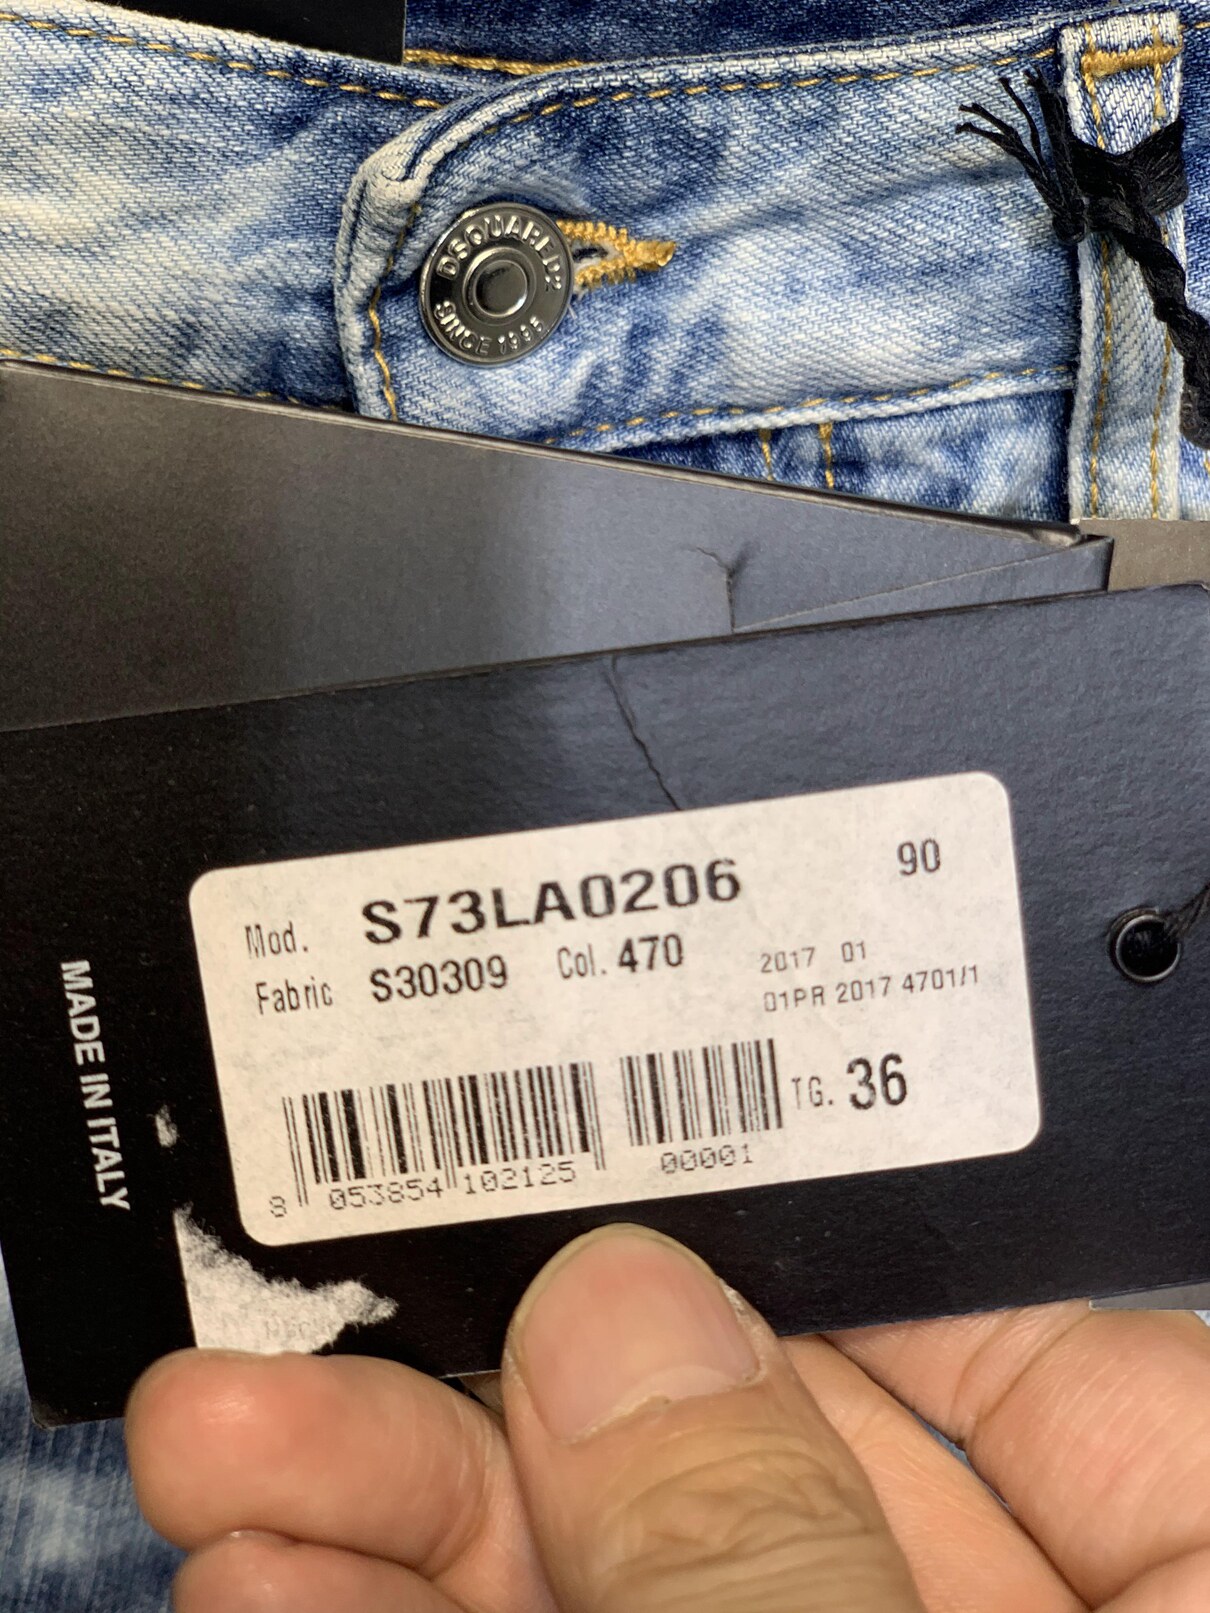 DSQUARED2
SINCE 1995
90
Mod. S73LA0206
Fabric S30309 Col. 470
2017 01
01PR 2017 4701/1
TG. 36
8 053854 102125
00001
MADE IN ITALY